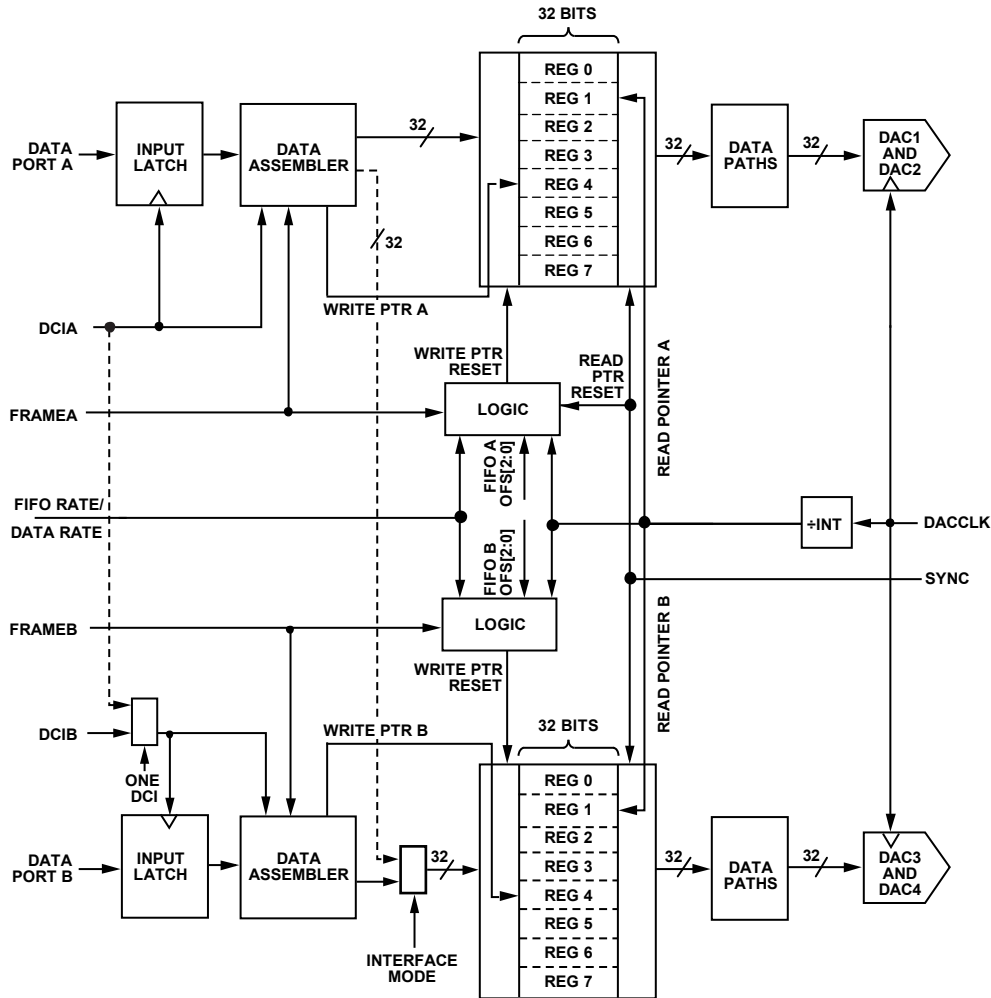 32 BITS
REG 0
REG 1
REG 2
REG 3
REG 4
REG 5
REG 6
REG 7
DATA
PORT A
INPUT
LATCH
DATA
ASSEMBLER
32
32
32
DATA
PATHS
32
DAC1
AND
DAC2
WRITE PTR A
DCIA
WRITE PTR
RESET
READ
PTR
RESET
READ POINTER A
FRAMEA
LOGIC
FIFO A
OFS[2:0]
FIFO RATE/
DATA RATE
÷INT
DACCLK
FIFO B
OFS[2:0]
SYNC
FRAMEB
LOGIC
WRITE PTR
RESET
READ POINTER B
DCIB
ONE
DCI
WRITE PTR B
32 BITS
REG 0
REG 1
REG 2
REG 3
REG 4
REG 5
REG 6
REG 7
DATA
PORT B
INPUT
LATCH
DATA
ASSEMBLER
32
INTERFACE
MODE
32
DATA
PATHS
32
DAC3
AND
DAC4